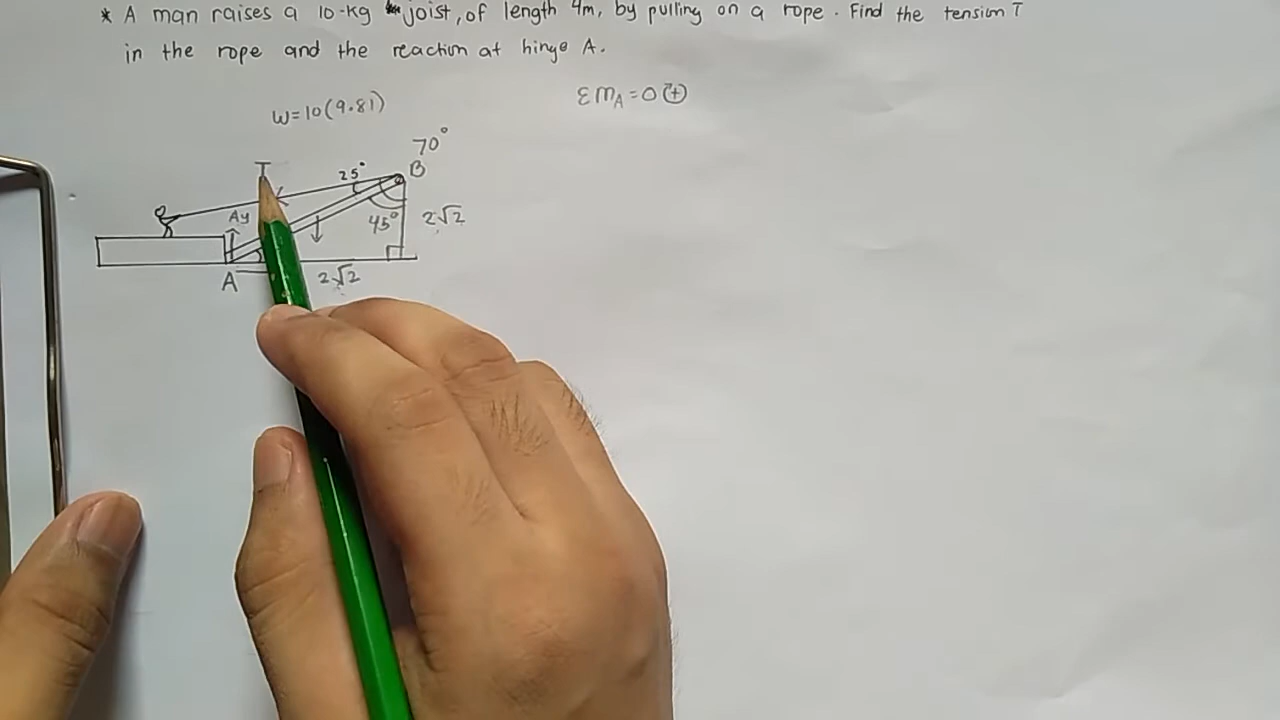 * A man raises a 10-kg joist, of length 4m, by pulling on a rope. Find the tension T
in the rope and the reaction at hinge A.
ΣM_A = 0 ↻+
W=10(9.81)
70°
T
25°
B
Ay
45°
2√2
A
2√2